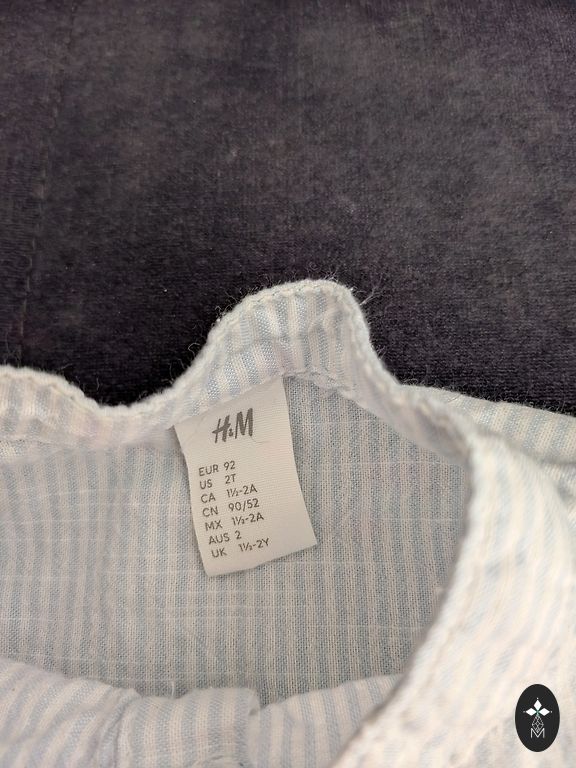 H&M
EUR 92
US 2T
CA 1½-2A
CN 90/52
MX 1½-2A
AUS 2
UK 1½-2Y
M